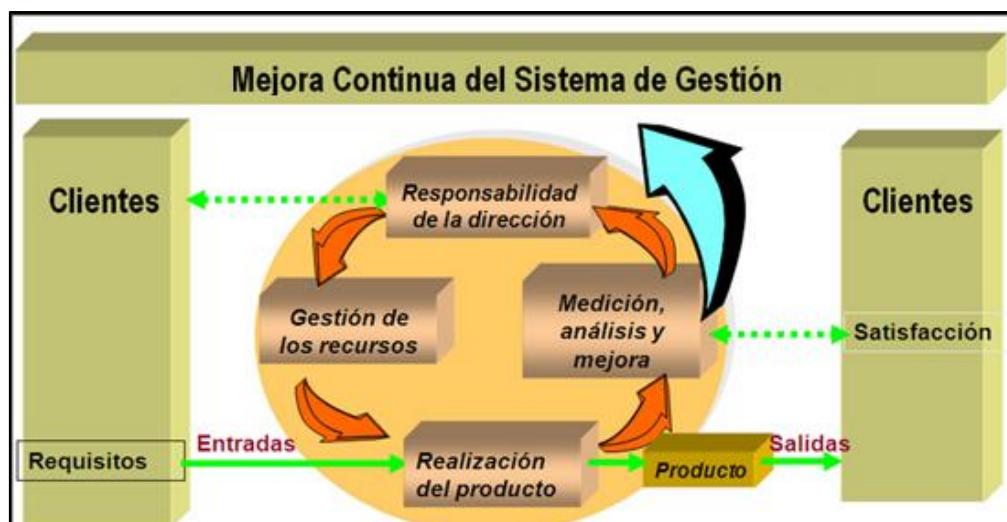 Mejora Continua del Sistema de Gestión
Clientes
Responsabilidad
de la dirección
Clientes
Gestión de
los recursos
Medición,
análisis y
mejora
Satisfacción
Requisitos
Entradas
Realización
del producto
Producto
Salidas